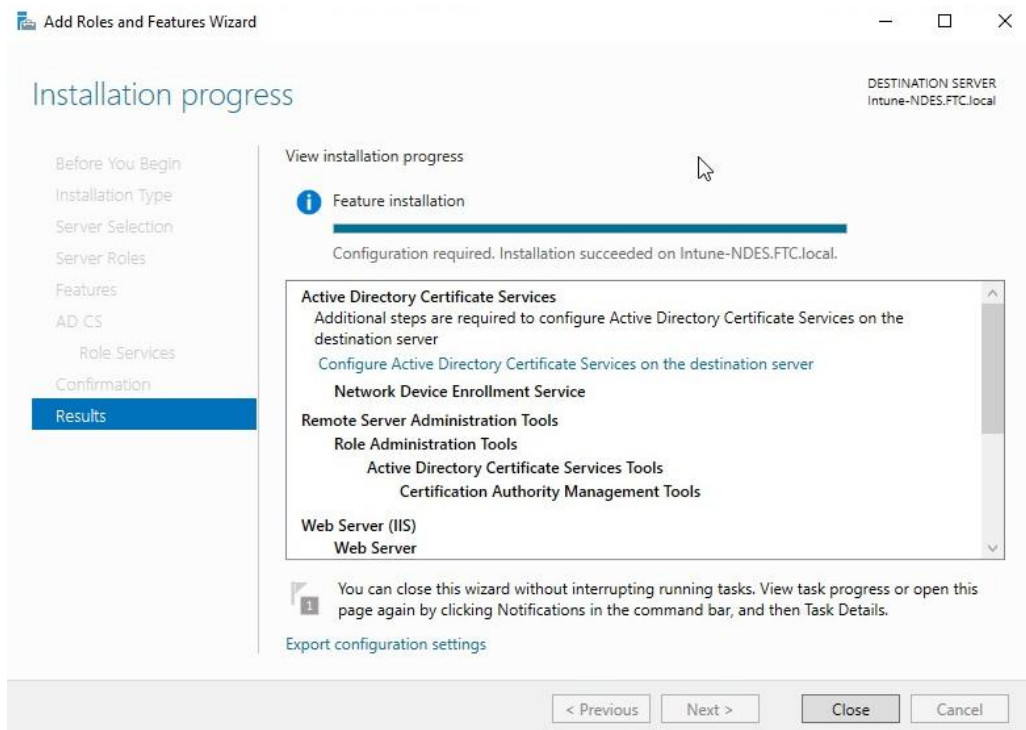 Add Roles and Features Wizard
Installation progress
DESTINATION SERVER
Intune-NDES.FTC.local
Before You Begin
Installation Type
Server Selection
Server Roles
Features
AD CS
Role Services
Confirmation
Results
View installation progress
Feature installation
Configuration required. Installation succeeded on Intune-NDES.FTC.local.
Active Directory Certificate Services
Additional steps are required to configure Active Directory Certificate Services on the
destination server
Configure Active Directory Certificate Services on the destination server
Network Device Enrollment Service
Remote Server Administration Tools
Role Administration Tools
Active Directory Certificate Services Tools
Certification Authority Management Tools
Web Server (IIS)
Web Server
1
You can close this wizard without interrupting running tasks. View task progress or open this
page again by clicking Notifications in the command bar, and then Task Details.
Export configuration settings
< Previous
Next >
Close
Cancel